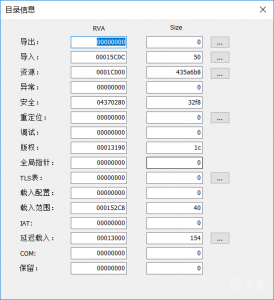 目录信息
RVA Size
导出: 00000000 0 ...
导入: 00015C0C 50 ...
资源: 0001C000 435a6b8 ...
异常: 00000000 0
安全: 04370280 32f8
重定位: 00000000 0 ...
调试: 00000000 0
版权: 00013190 1c
全局指针: 00000000 0
TLS表: 00000000 0 ...
载入配置: 00000000 0
载入范围: 000152C8 40
IAT: 00000000 0
延迟载入: 00013000 154 ...
COM: 00000000 0
保留: 00000000 0